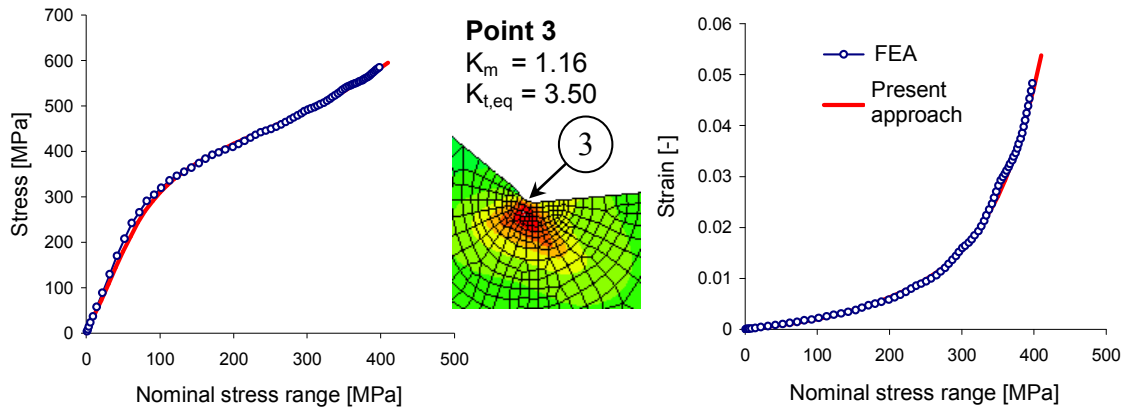 700
600
500
400
300
200
100
0
0 100 200 300 400 500
Stress [MPa]
Nominal stress range [MPa]
Point 3
Km = 1.16
Kt,eq = 3.50
3
0.06
0.05
0.04
0.03
0.02
0.01
0
0 100 200 300 400 500
Strain [-]
Nominal stress range [MPa]
FEA
Present
approach